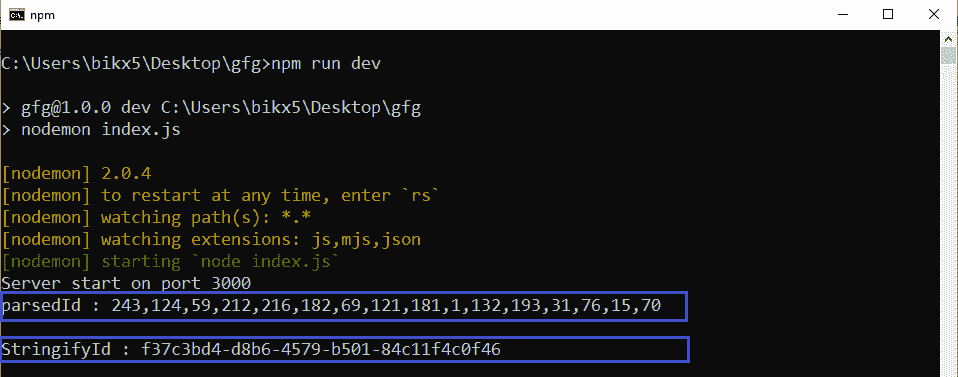 npm
C:\Users\bikx5\Desktop\gfg>npm run dev
> gfg@1.0.0 dev C:\Users\bikx5\Desktop\gfg
> nodemon index.js
[nodemon] 2.0.4
[nodemon] to restart at any time, enter `rs`
[nodemon] watching path(s): *.*
[nodemon] watching extensions: js,mjs,json
[nodemon] starting `node index.js`
Server start on port 3000
parsedId : 243,124,59,212,216,182,69,121,181,1,132,193,31,76,15,70
StringifyId : f37c3bd4-d8b6-4579-b501-84c11f4c0f46